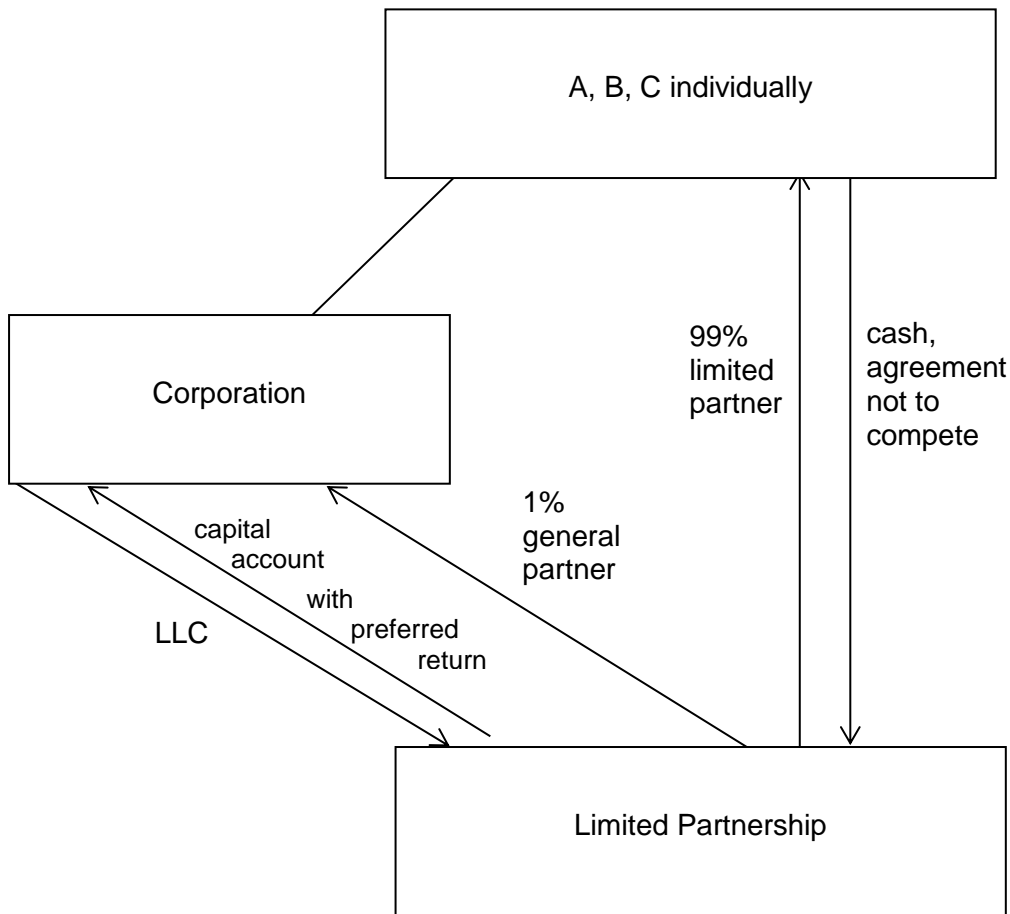 A, B, C individually
Corporation
99%
limited
partner
cash,
agreement
not to
compete
1%
general
partner
capital
account
with
preferred
return
LLC
Limited Partnership